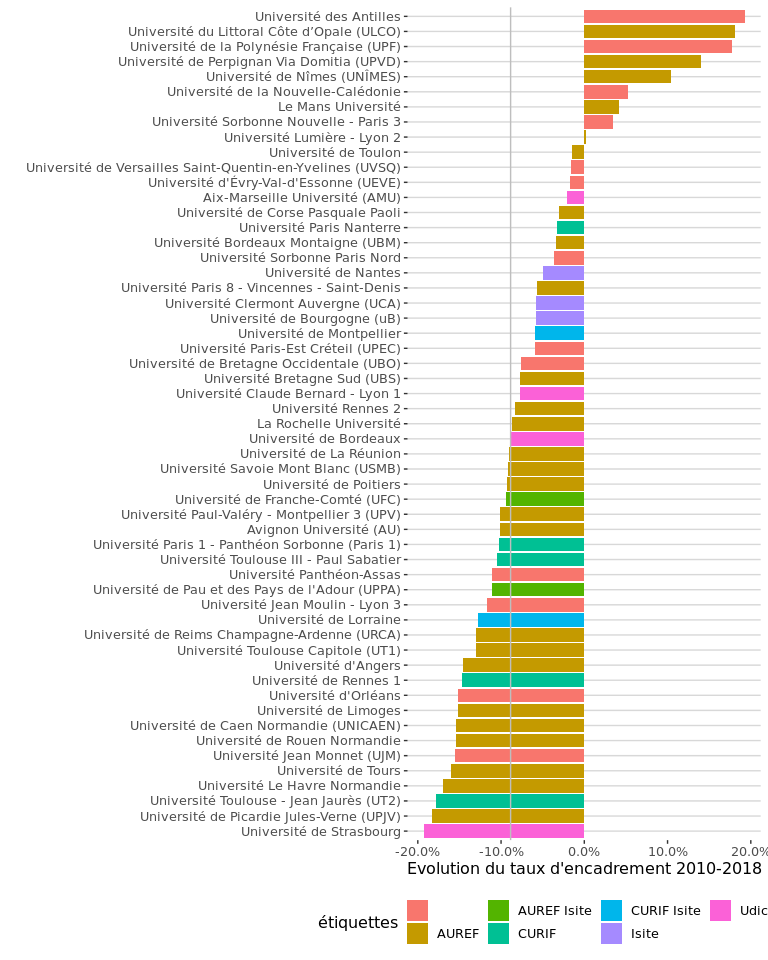 Université des Antilles
Université du Littoral Côte d’Opale (ULCO)
Université de la Polynésie Française (UPF)
Université de Perpignan Via Domitia (UPVD)
Université de Nîmes (UNÎMES)
Université de la Nouvelle-Calédonie
Le Mans Université
Université Sorbonne Nouvelle - Paris 3
Université Lumière - Lyon 2
Université de Toulon
Université de Versailles Saint-Quentin-en-Yvelines (UVSQ)
Université d'Évry-Val-d'Essonne (UEVE)
Aix-Marseille Université (AMU)
Université de Corse Pasquale Paoli
Université Paris Nanterre
Université Bordeaux Montaigne (UBM)
Université Sorbonne Paris Nord
Université de Nantes
Université Paris 8 - Vincennes - Saint-Denis
Université Clermont Auvergne (UCA)
Université de Bourgogne (uB)
Université de Montpellier
Université Paris-Est Créteil (UPEC)
Université de Bretagne Occidentale (UBO)
Université Bretagne Sud (UBS)
Université Claude Bernard - Lyon 1
Université Rennes 2
La Rochelle Université
Université de Bordeaux
Université de La Réunion
Université Savoie Mont Blanc (USMB)
Université de Poitiers
Université de Franche-Comté (UFC)
Université Paul-Valéry - Montpellier 3 (UPV)
Avignon Université (AU)
Université Paris 1 - Panthéon Sorbonne (Paris 1)
Université Toulouse III - Paul Sabatier
Université Panthéon-Assas
Université de Pau et des Pays de l'Adour (UPPA)
Université Jean Moulin - Lyon 3
Université de Lorraine
Université de Reims Champagne-Ardenne (URCA)
Université Toulouse Capitole (UT1)
Université d'Angers
Université de Rennes 1
Université d'Orléans
Université de Limoges
Université de Caen Normandie (UNICAEN)
Université de Rouen Normandie
Université Jean Monnet (UJM)
Université de Tours
Université Le Havre Normandie
Université Toulouse - Jean Jaurès (UT2)
Université de Picardie Jules-Verne (UPJV)
Université de Strasbourg
-20.0% -10.0% 0.0% 10.0% 20.0%
Evolution du taux d'encadrement 2010-2018
étiquettes
AUREF
AUREF Isite
CURIF
CURIF Isite
Isite
Udic